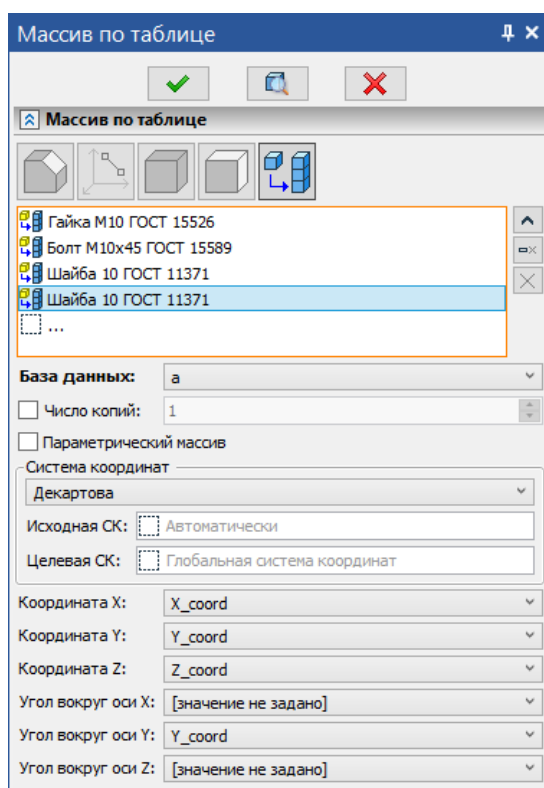 Массив по таблице
Массив по таблице
Гайка М10 ГОСТ 15526
Болт М10х45 ГОСТ 15589
Шайба 10 ГОСТ 11371
Шайба 10 ГОСТ 11371
...
База данных: a
Число копий: 1
Параметрический массив
Система координат
Декартова
Исходная СК: Автоматически
Целевая СК: Глобальная система координат
Координата X: X_coord
Координата Y: Y_coord
Координата Z: Z_coord
Угол вокруг оси X: [значение не задано]
Угол вокруг оси Y: Y_coord
Угол вокруг оси Z: [значение не задано]